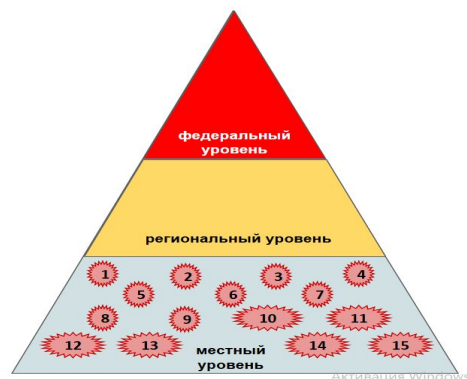 федеральный
уровень
региональный уровень
1 2 3 4
5 6 7
8 9 10 11
12 13 14 15
местный
уровень
Активация Windows